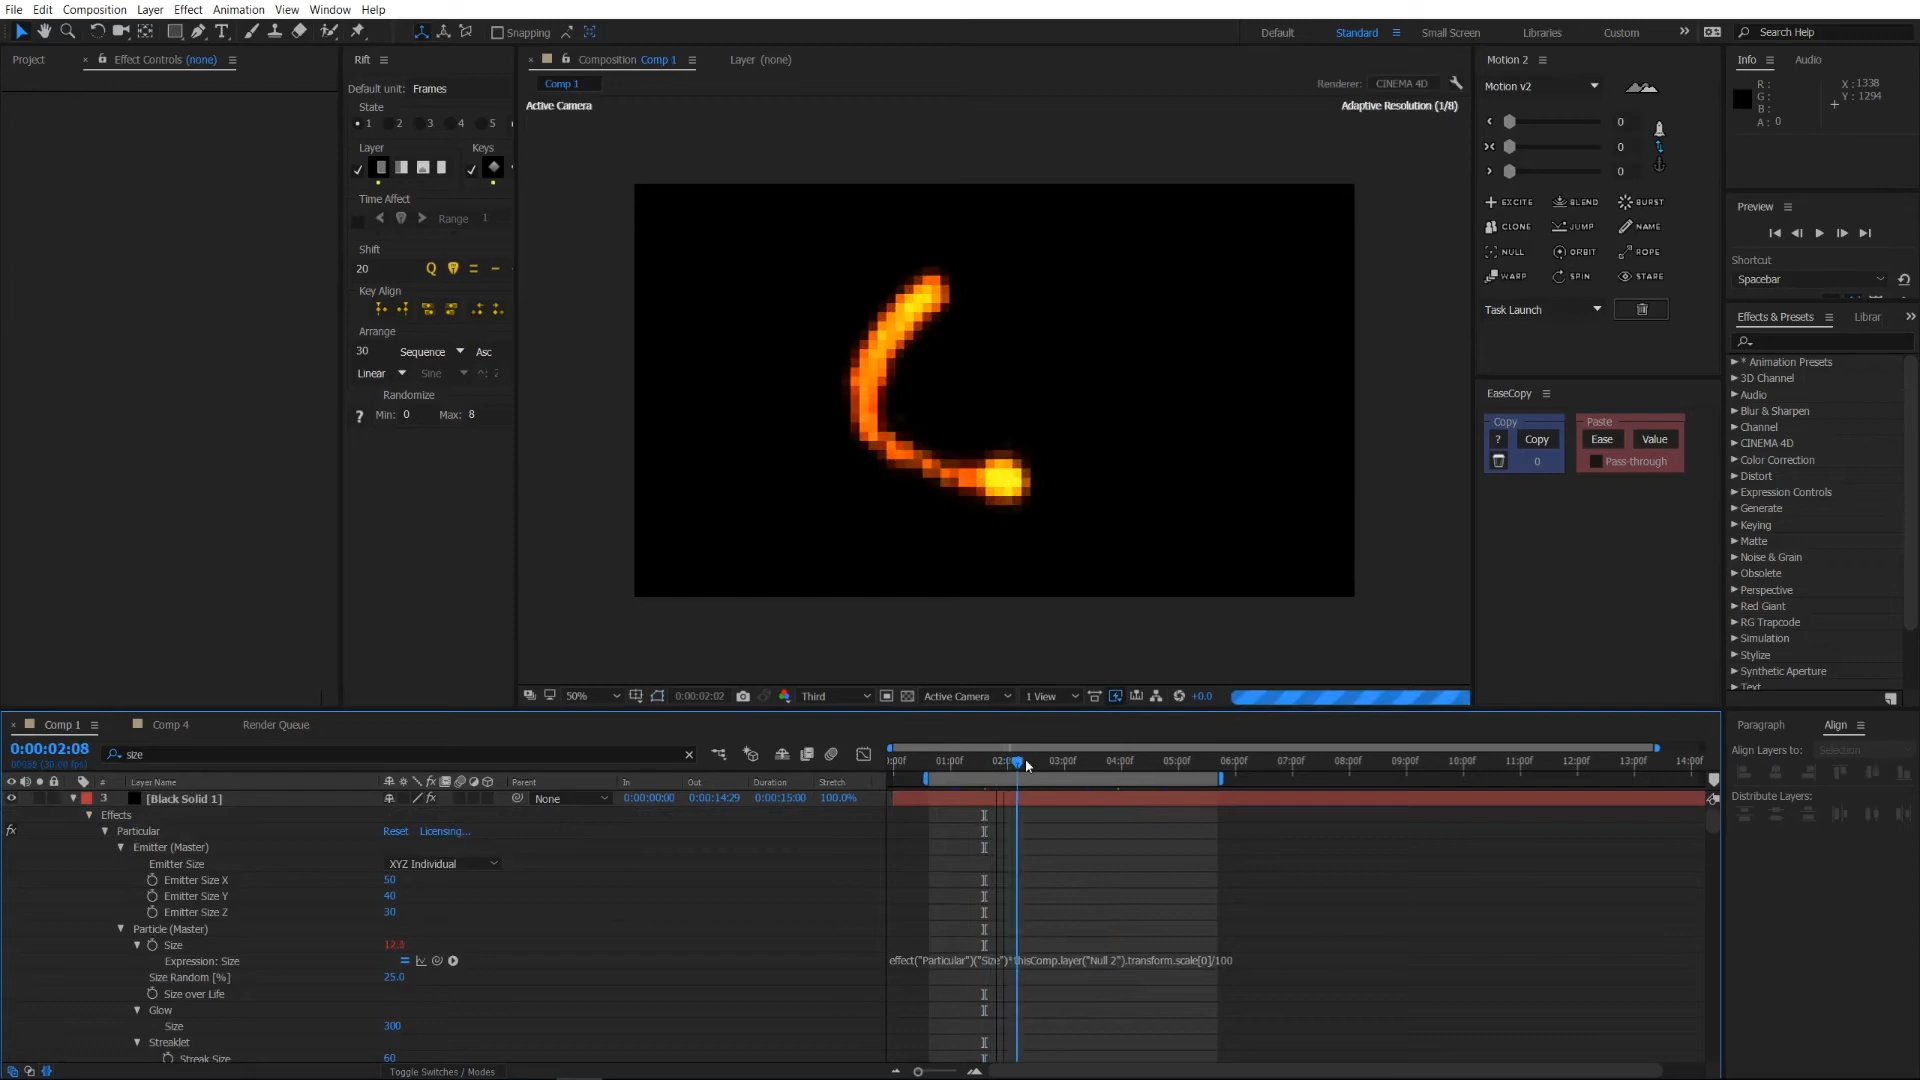 File Edit Composition Layer Effect Animation View Window Help
Snapping
Default Standard Small Screen Libraries Custom
Search Help
Project × Effect Controls (none)
Rift
Default unit: Frames
State
1 2 3 4 5
Layer Keys
Time Affect
Range 1
Shift
20
Key Align
Arrange
30 Sequence Asc
Linear Sine
Randomize
? Min: 0 Max: 8
× Composition Comp 1 Layer (none)
Comp 1
Renderer: CINEMA 4D
Active Camera
Adaptive Resolution (1/8)
50% 0:00:02:02 Third Active Camera 1 View +0.0
Motion 2
Motion v2
0
0
0
EXCITE BLEND BURST
CLONE JUMP NAME
NULL ORBIT ROPE
WARP SPIN STARE
Task Launch
EaseCopy
Copy
? Copy
0
Paste
Ease Value
Pass-through
Info Audio
R :
G :
B :
A : 0
X : 1338
Y : 1294
Preview
Shortcut
Spacebar
Effects & Presets Librar
* Animation Presets
3D Channel
Audio
Blur & Sharpen
Channel
CINEMA 4D
Color Correction
Distort
Expression Controls
Generate
Keying
Matte
Noise & Grain
Obsolete
Perspective
Red Giant
RG Trapcode
Simulation
Stylize
Synthetic Aperture
Text
Paragraph Align
Align Layers to: Selection
Distribute Layers:
× Comp 1 Comp 4 Render Queue
0:00:02:08
size
# Layer Name Parent In Out Duration Stretch
3 [Black Solid 1] None 0:00:00:00 0:00:14:29 0:00:15:00 100.0%
Effects
fx Particular Reset Licensing...
Emitter (Master)
Emitter Size XYZ Individual
Emitter Size X 50
Emitter Size Y 40
Emitter Size Z 30
Particle (Master)
Size
Expression: Size
Size Random [%] 25.0
Size over Life
Glow
Size 300
Streaklet
Streak Size 60
01:00f 03:00f 04:00f 05:00f 06:00f 07:00f 08:00f 09:00f 10:00f 11:00f 12:00f 13:00f 14:00f
effect("Particular")("Size")*thisComp.layer("Null 2").transform.scale[0]/100
Toggle Switches / Modes